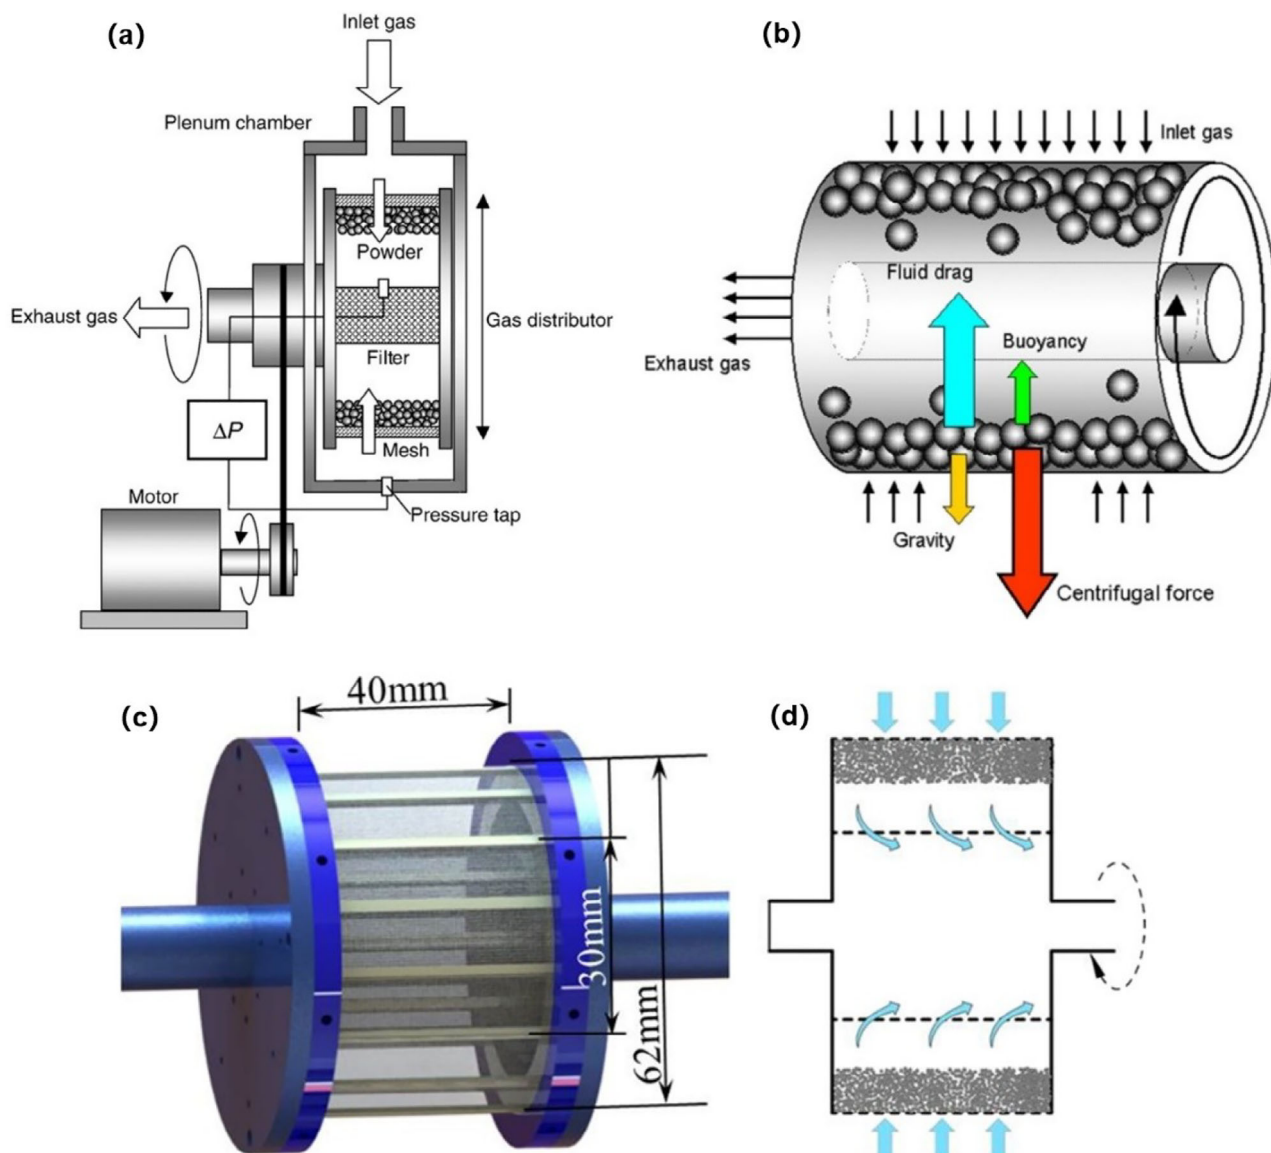 (a)
Inlet gas
Plenum chamber
Powder
Exhaust gas
Gas distributor
Filter
ΔP
Mesh
Motor
Pressure tap
(b)
Inlet gas
Fluid drag
Buoyancy
Exhaust gas
Gravity
Centrifugal force
(c)
40mm
30mm
62mm
(d)